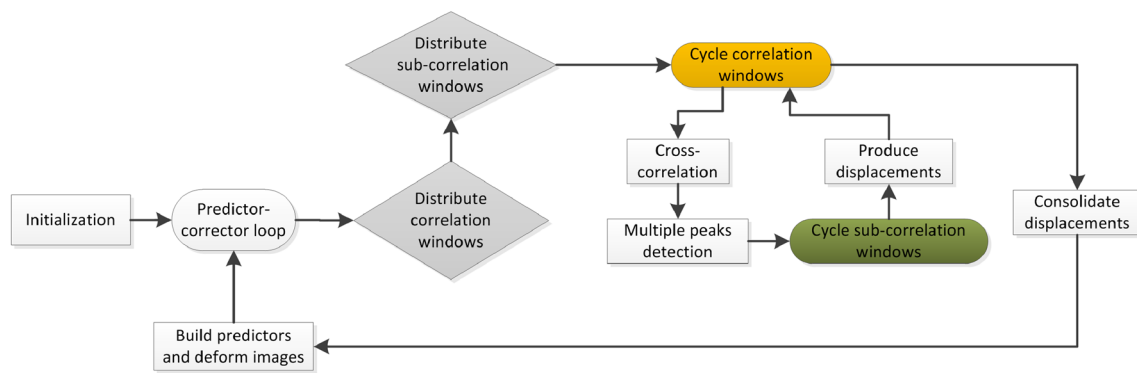 Initialization
Predictor-
corrector loop
Distribute
correlation
windows
Distribute
sub-correlation
windows
Cycle correlation
windows
Cross-
correlation
Multiple peaks
detection
Cycle sub-correlation
windows
Produce
displacements
Consolidate
displacements
Build predictors
and deform images